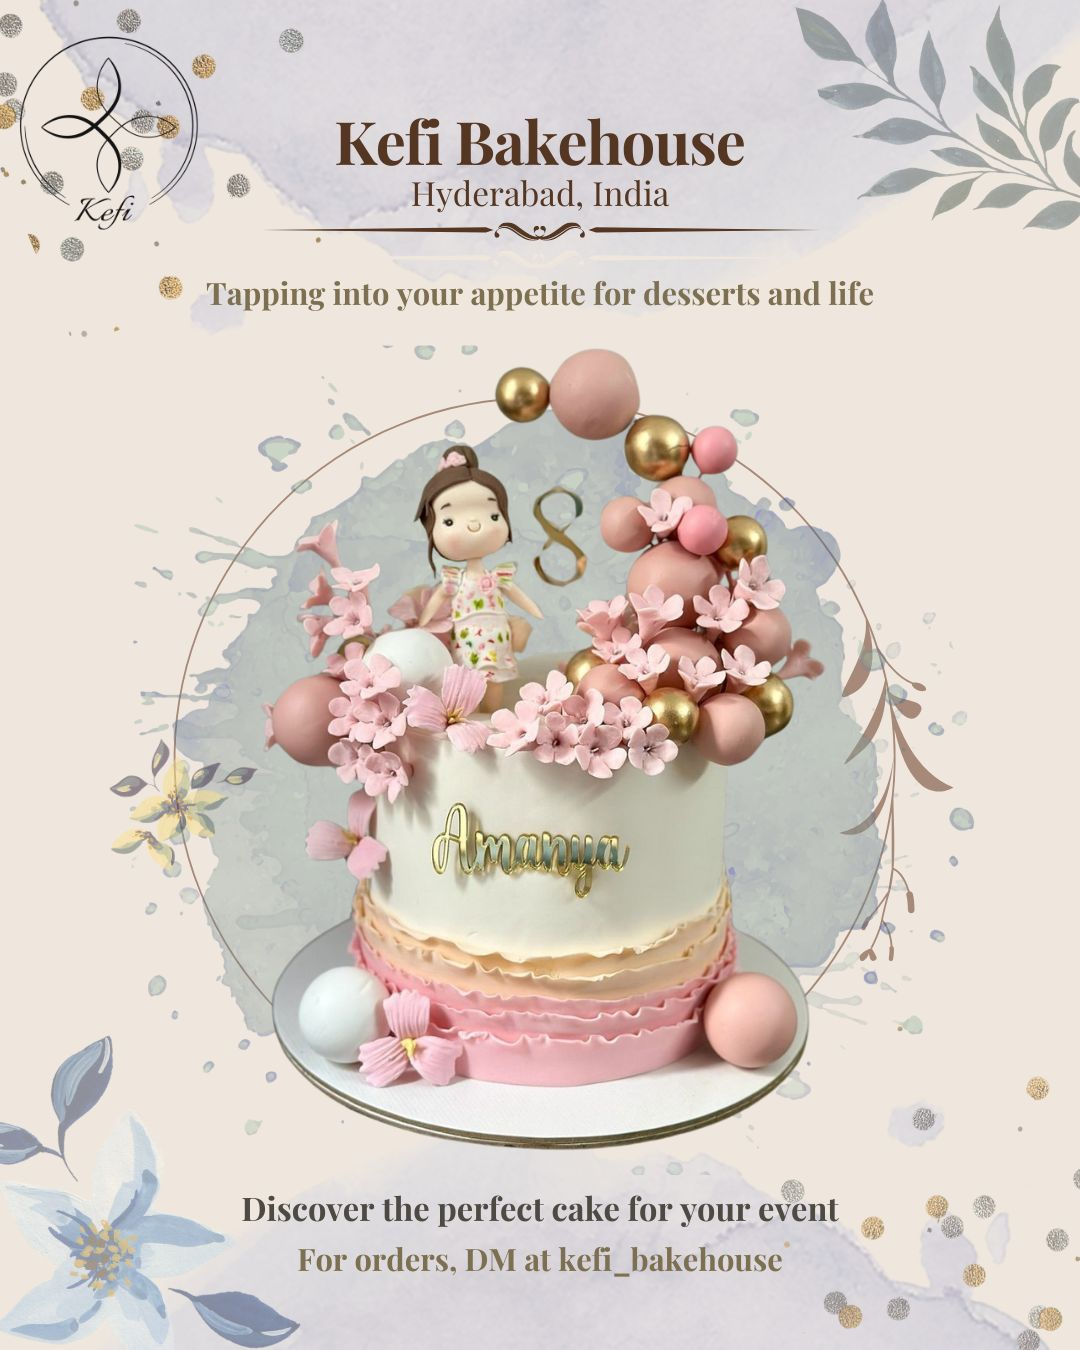 Kefi
Kefi Bakehouse
Hyderabad, India
Tapping into your appetite for desserts and life
8
Amanya
Discover the perfect cake for your event
For orders, DM at kefi_bakehouse